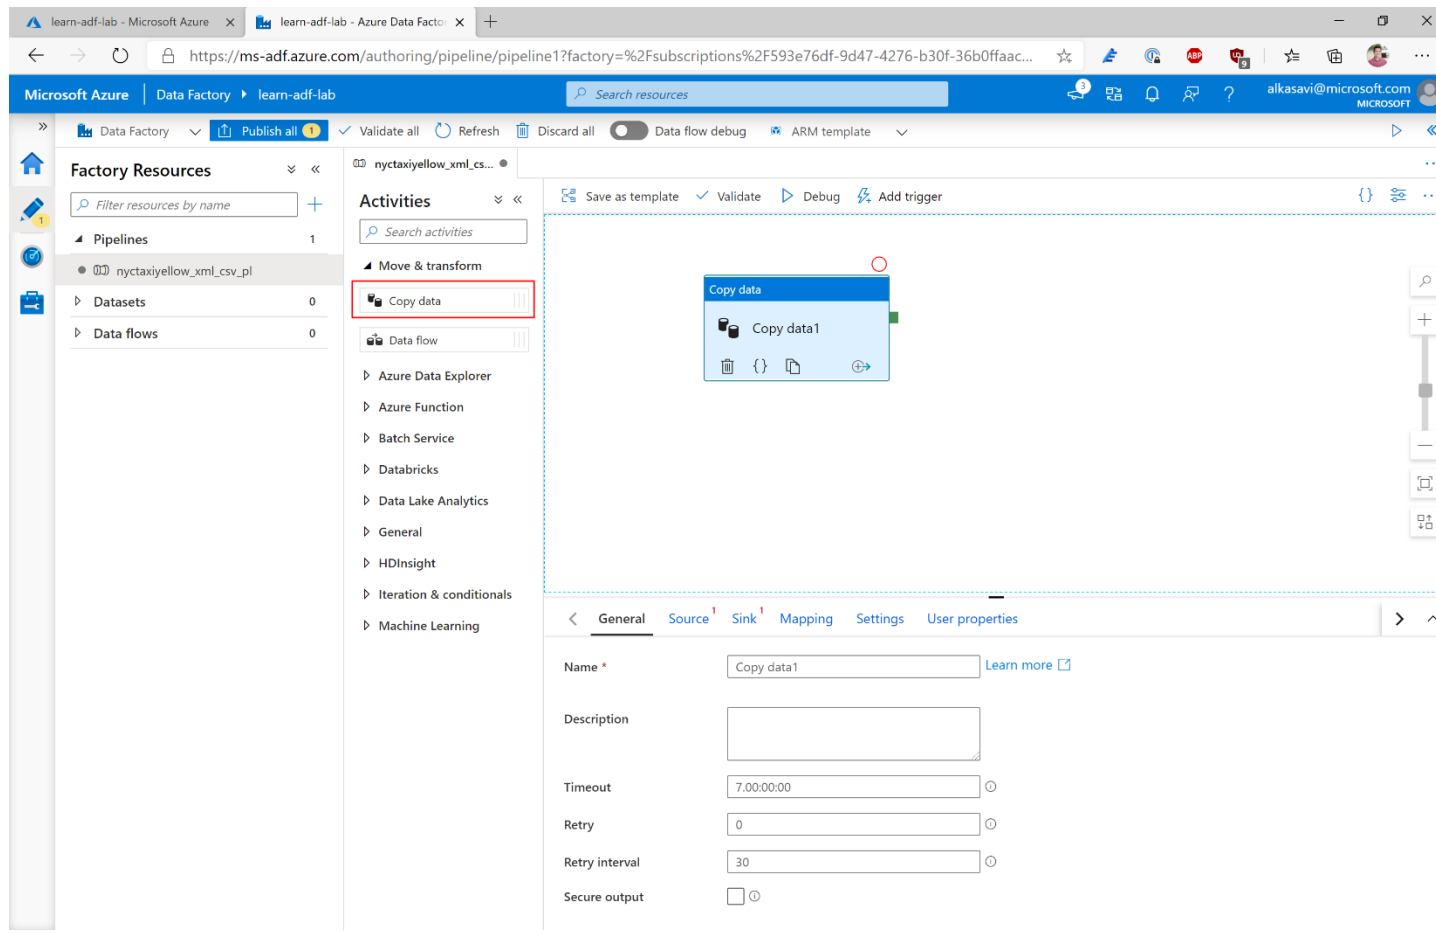 learn-adf-lab - Microsoft Azure
learn-adf-lab - Azure Data Facto
https://ms-adf.azure.com/authoring/pipeline/pipeline1?factory=%2Fsubscriptions%2F593e76df-9d47-4276-b30f-36b0ffaac...
ABP
9
Microsoft Azure
Data Factory
learn-adf-lab
Search resources
3
alkasavi@microsoft.com
MICROSOFT
Data Factory
Publish all 1
Validate all
Refresh
Discard all
Data flow debug
ARM template
1
Factory Resources
Filter resources by name
Pipelines 1
nyctaxiyellow_xml_csv_pl
Datasets 0
Data flows 0
nyctaxiyellow_xml_cs...
Activities
Search activities
Move & transform
Copy data
Data flow
Azure Data Explorer
Azure Function
Batch Service
Databricks
Data Lake Analytics
General
HDInsight
Iteration & conditionals
Machine Learning
Save as template
Validate
Debug
Add trigger
{}
Copy data
Copy data1
{}
General
Source 1
Sink 1
Mapping
Settings
User properties
Name *
Copy data1
Learn more
Description
Timeout
7.00:00:00
Retry
0
Retry interval
30
Secure output